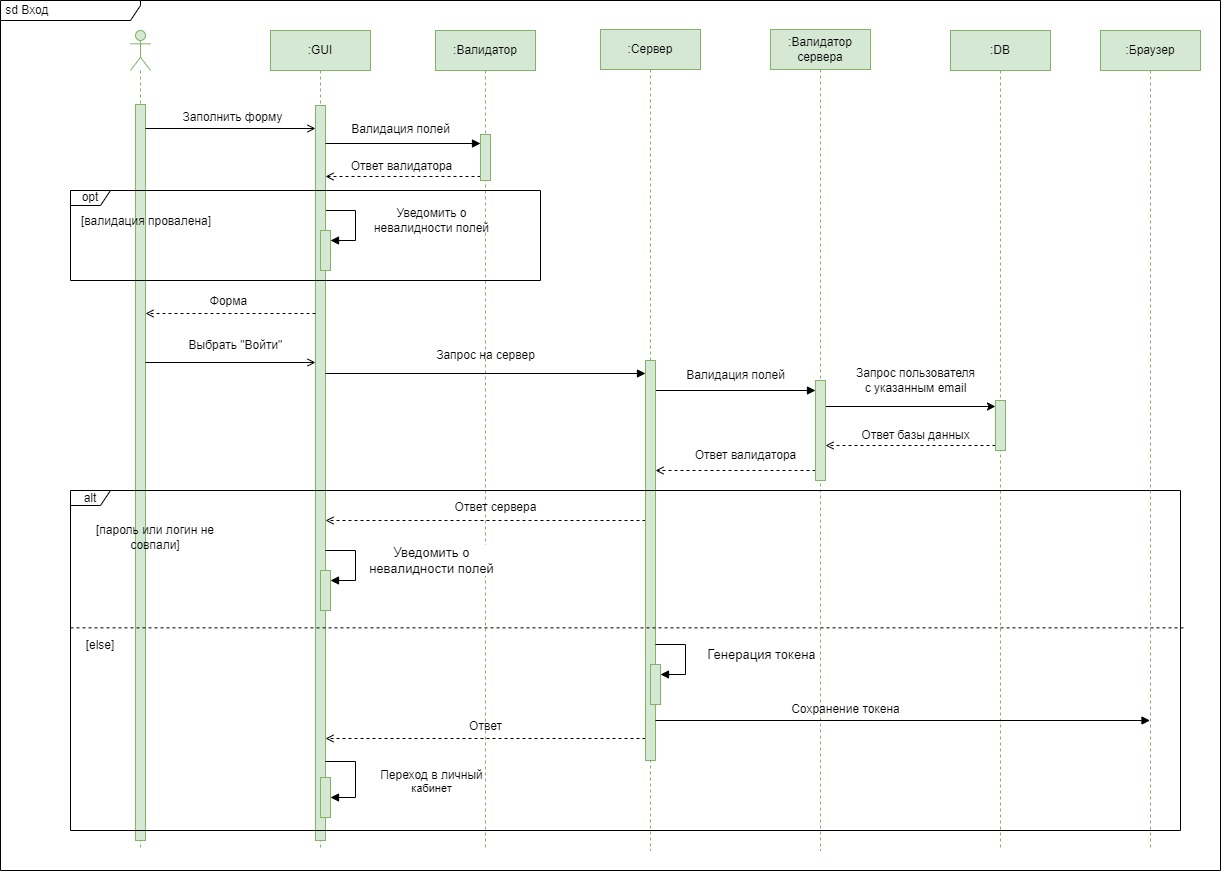 sd Вход
:GUI
:Валидатор
:Сервер
:Валидатор
сервера
:DB
:Браузер
Заполнить форму
Валидация полей
Ответ валидатора
opt
[валидация провалена]
Уведомить о
невалидности полей
Форма
Выбрать "Войти"
Запрос на сервер
Валидация полей
Запрос пользователя
с указанным email
Ответ базы данных
Ответ валидатора
alt
[пароль или логин не
совпали]
Ответ сервера
Уведомить о
невалидности полей
[else]
Генерация токена
Сохранение токена
Ответ
Переход в личный
кабинет